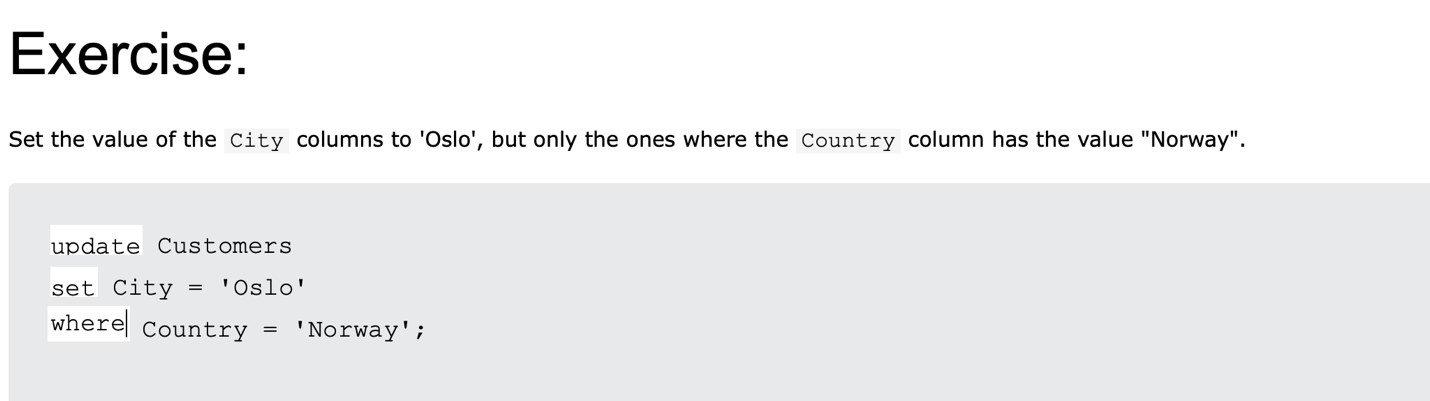 Exercise:
Set the value of the City columns to 'Oslo', but only the ones where the Country column has the value "Norway".
update Customers
set City = 'Oslo'
where Country = 'Norway';